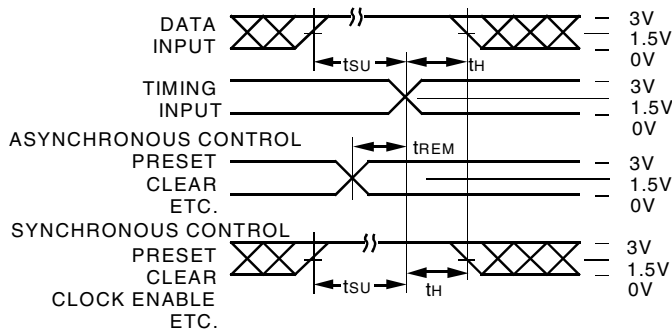 DATA
INPUT
tSU
tH
3V
1.5V
0V
TIMING
INPUT
3V
1.5V
0V
ASYNCHRONOUS CONTROL
PRESET
CLEAR
ETC.
tREM
3V
1.5V
0V
SYNCHRONOUS CONTROL
PRESET
CLEAR
CLOCK ENABLE
ETC.
tSU
tH
3V
1.5V
0V